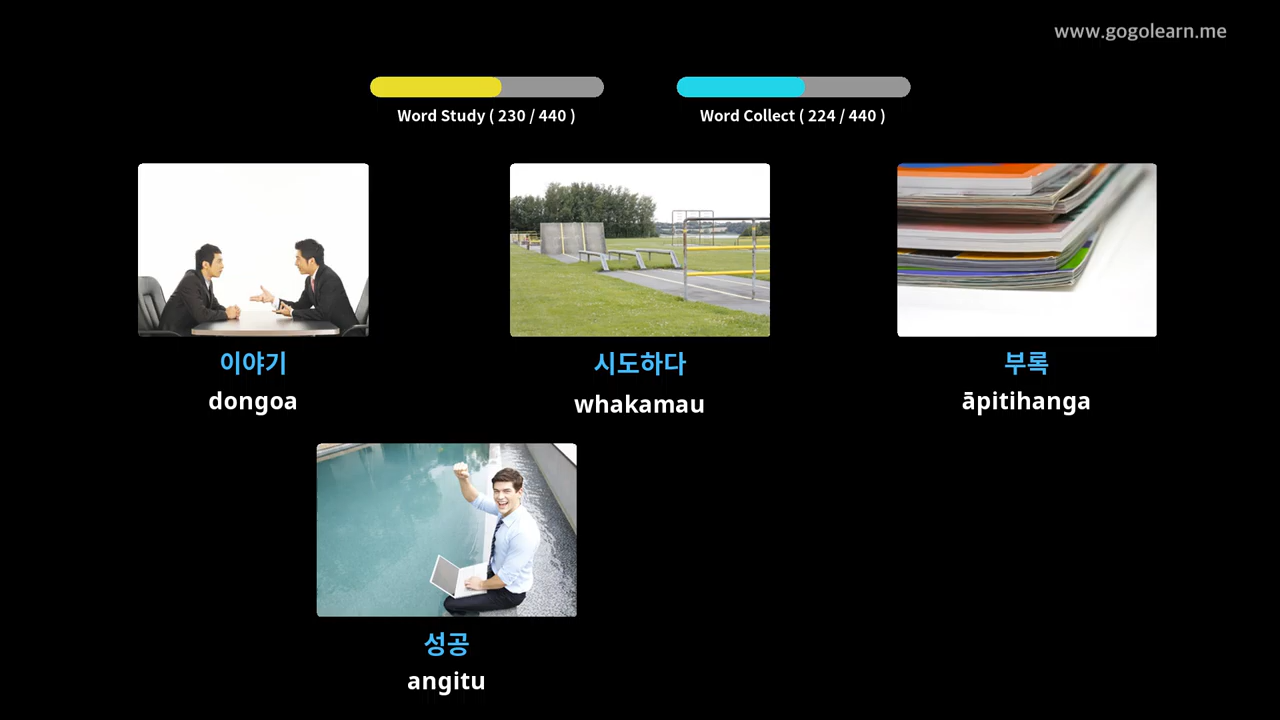 www.gogolearn.me
Word Study ( 230 / 440 )
Word Collect ( 224 / 440 )
이야기
dongoa
시도하다
whakamau
부록
āpitihanga
성공
angitu